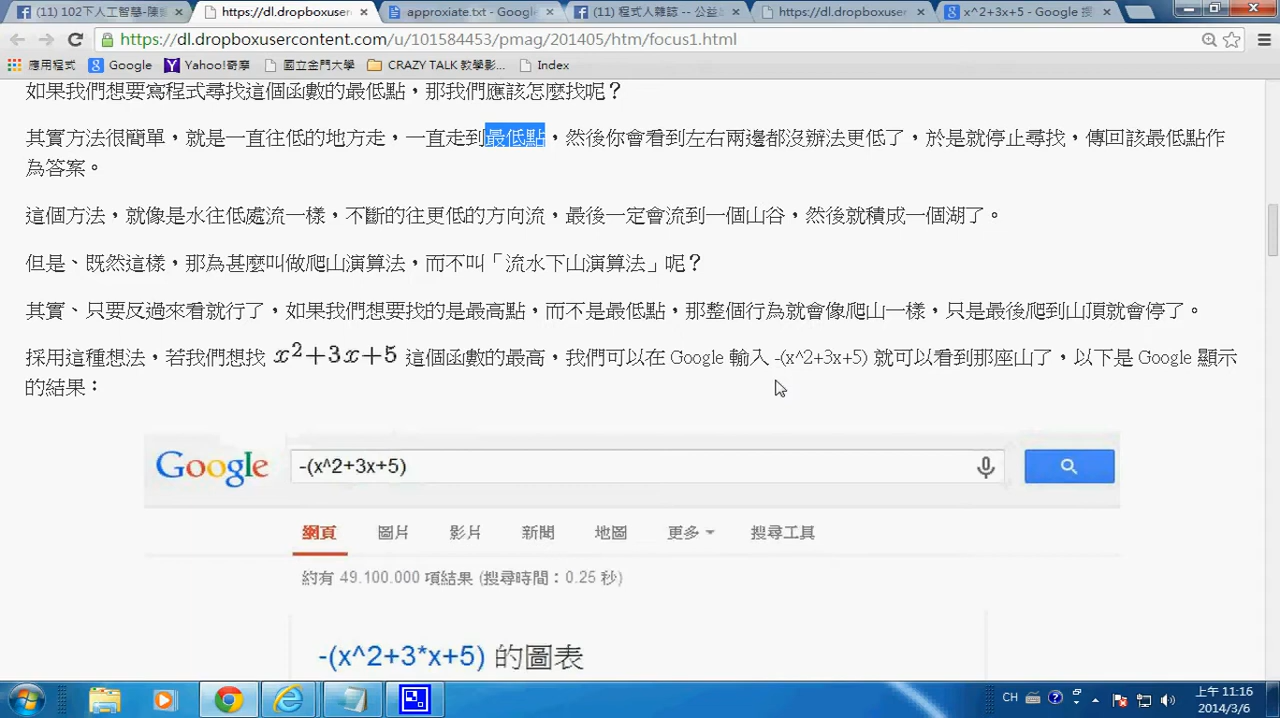 (11) 102下人工智慧-陳
https://dl.dropboxuser
approxiate.txt - Google
(11) 程式人雜誌 -- 公益
https://dl.dropboxuser
x^2+3x+5 - Google 搜
https://dl.dropboxusercontent.com/u/101584453/pmag/201405/htm/focus1.html
應用程式 Google Yahoo!奇摩 國立金門大學 CRAZY TALK 教學影... Index
如果我們想要寫程式尋找這個函數的最低點，那我們應該怎麼找呢？
其實方法很簡單，就是一直往低的地方走，一直走到最低點，然後你會看到左右兩邊都沒辦法更低了，於是就停止尋找，傳回該最低點作
為答案。
這個方法，就像是水往低處流一樣，不斷的往更低的方向流，最後一定會流到一個山谷，然後就積成一個湖了。
但是、既然這樣，那為甚麼叫做爬山演算法，而不叫「流水下山演算法」呢？
其實、只要反過來看就行了，如果我們想要找的是最高點，而不是最低點，那整個行為就會像爬山一樣，只是最後爬到山頂就會停了。
採用這種想法，若我們想找 x²+3x+5 這個函數的最高，我們可以在 Google 輸入 -(x^2+3x+5) 就可以看到那座山了，以下是 Google 顯示
的結果：
Google -(x^2+3x+5)
網頁 圖片 影片 新聞 地圖 更多 搜尋工具
約有 49,100,000 項結果 (搜尋時間：0.25 秒)
-(x^2+3*x+5) 的圖表
CH
上午 11:16
2014/3/6